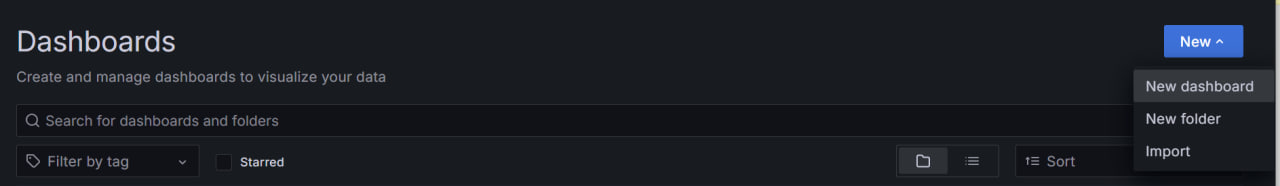 Dashboards
New
Create and manage dashboards to visualize your data
New dashboard
Search for dashboards and folders
New folder
Filter by tag
Starred
Sort
Import